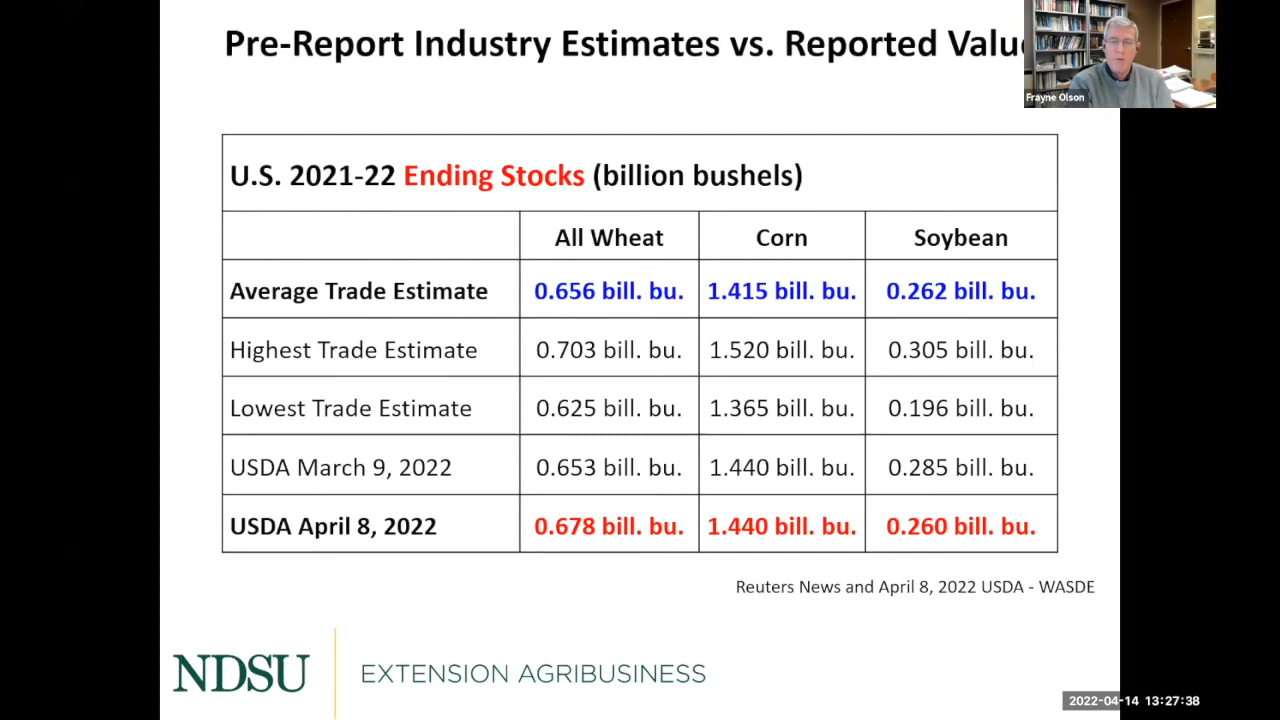 Pre-Report Industry Estimates vs. Reported Valu
Frayne Olson
U.S. 2021-22 Ending Stocks (billion bushels)
All Wheat Corn Soybean
Average Trade Estimate 0.656 bill. bu. 1.415 bill. bu. 0.262 bill. bu.
Highest Trade Estimate 0.703 bill. bu. 1.520 bill. bu. 0.305 bill. bu.
Lowest Trade Estimate 0.625 bill. bu. 1.365 bill. bu. 0.196 bill. bu.
USDA March 9, 2022 0.653 bill. bu. 1.440 bill. bu. 0.285 bill. bu.
USDA April 8, 2022 0.678 bill. bu. 1.440 bill. bu. 0.260 bill. bu.
Reuters News and April 8, 2022 USDA - WASDE
NDSU EXTENSION AGRIBUSINESS
2022-04-14 13:27:38